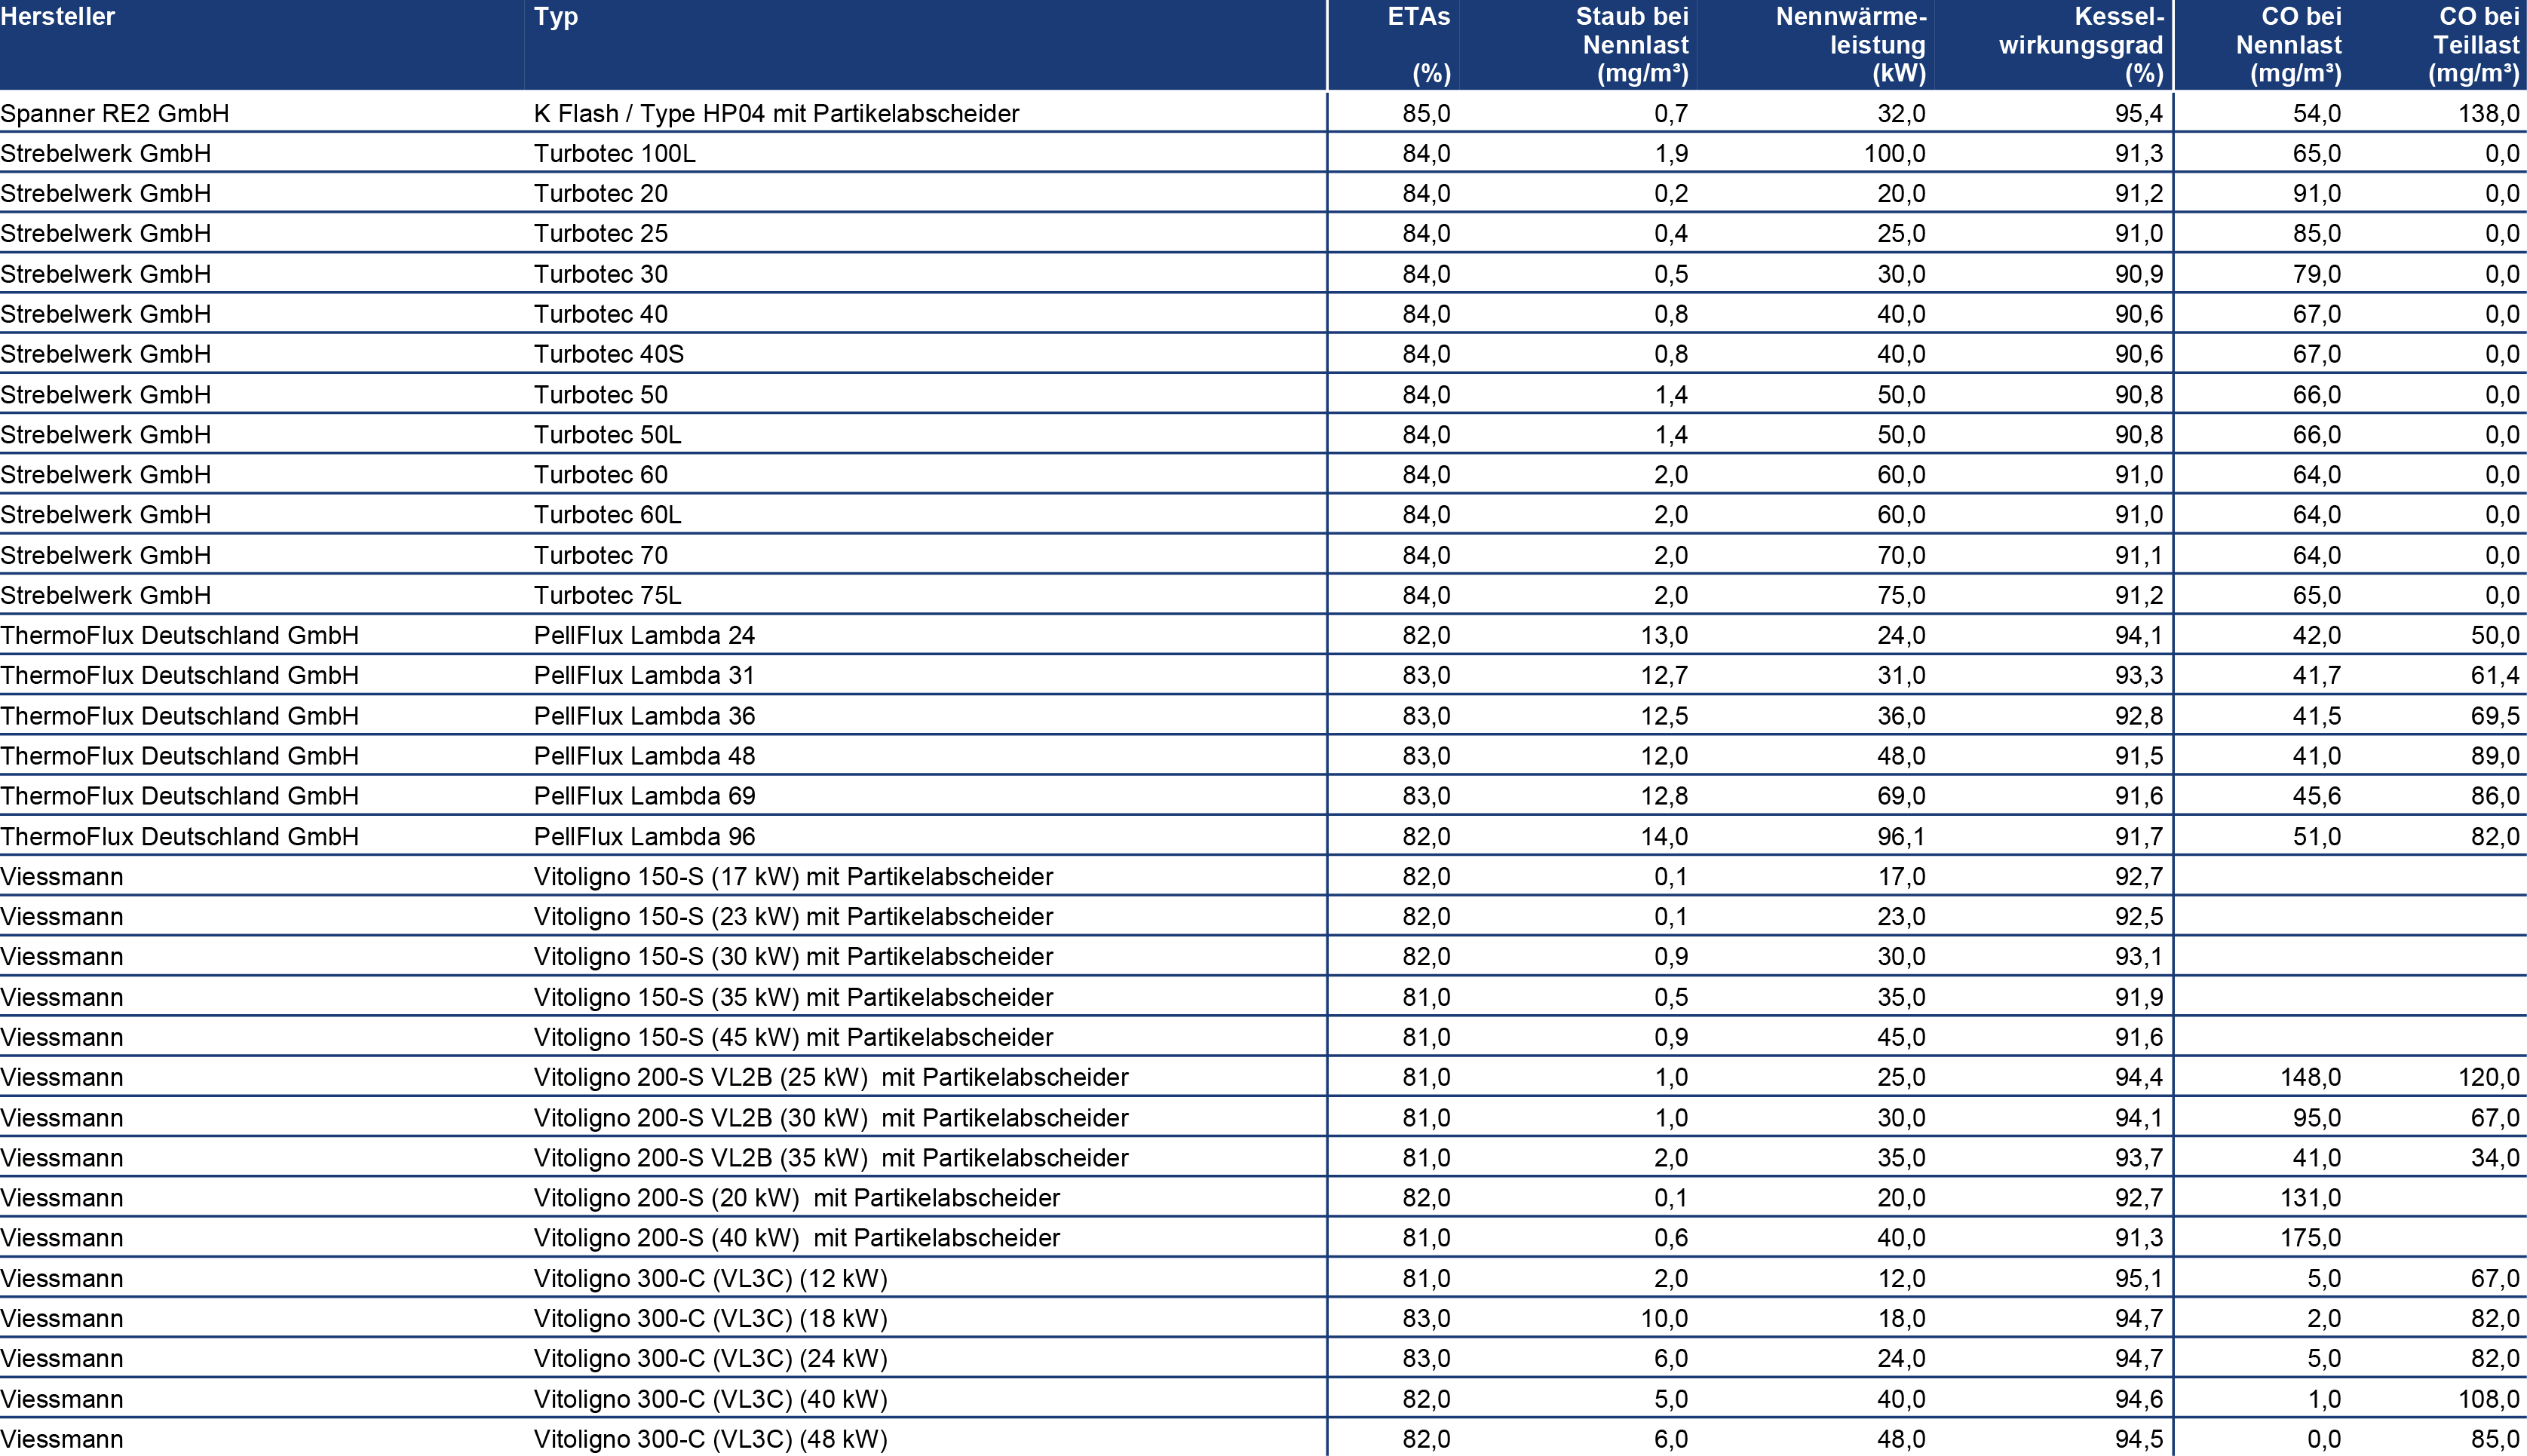 Hersteller Typ ETAs Staub bei Nennwärme- Kessel- CO bei CO bei
Nennlast leistung wirkungsgrad Nennlast Teillast
(%) (mg/m³) (kW) (%) (mg/m³) (mg/m³)
Spanner RE2 GmbH K Flash / Type HP04 mit Partikelabscheider 85,0 0,7 32,0 95,4 54,0 138,0
Strebelwerk GmbH Turbotec 100L 84,0 1,9 100,0 91,3 65,0 0,0
Strebelwerk GmbH Turbotec 20 84,0 0,2 20,0 91,2 91,0 0,0
Strebelwerk GmbH Turbotec 25 84,0 0,4 25,0 91,0 85,0 0,0
Strebelwerk GmbH Turbotec 30 84,0 0,5 30,0 90,9 79,0 0,0
Strebelwerk GmbH Turbotec 40 84,0 0,8 40,0 90,6 67,0 0,0
Strebelwerk GmbH Turbotec 40S 84,0 0,8 40,0 90,6 67,0 0,0
Strebelwerk GmbH Turbotec 50 84,0 1,4 50,0 90,8 66,0 0,0
Strebelwerk GmbH Turbotec 50L 84,0 1,4 50,0 90,8 66,0 0,0
Strebelwerk GmbH Turbotec 60 84,0 2,0 60,0 91,0 64,0 0,0
Strebelwerk GmbH Turbotec 60L 84,0 2,0 60,0 91,0 64,0 0,0
Strebelwerk GmbH Turbotec 70 84,0 2,0 70,0 91,1 64,0 0,0
Strebelwerk GmbH Turbotec 75L 84,0 2,0 75,0 91,2 65,0 0,0
ThermoFlux Deutschland GmbH PellFlux Lambda 24 82,0 13,0 24,0 94,1 42,0 50,0
ThermoFlux Deutschland GmbH PellFlux Lambda 31 83,0 12,7 31,0 93,3 41,7 61,4
ThermoFlux Deutschland GmbH PellFlux Lambda 36 83,0 12,5 36,0 92,8 41,5 69,5
ThermoFlux Deutschland GmbH PellFlux Lambda 48 83,0 12,0 48,0 91,5 41,0 89,0
ThermoFlux Deutschland GmbH PellFlux Lambda 69 83,0 12,8 69,0 91,6 45,6 86,0
ThermoFlux Deutschland GmbH PellFlux Lambda 96 82,0 14,0 96,1 91,7 51,0 82,0
Viessmann Vitoligno 150-S (17 kW) mit Partikelabscheider 82,0 0,1 17,0 92,7
Viessmann Vitoligno 150-S (23 kW) mit Partikelabscheider 82,0 0,1 23,0 92,5
Viessmann Vitoligno 150-S (30 kW) mit Partikelabscheider 82,0 0,9 30,0 93,1
Viessmann Vitoligno 150-S (35 kW) mit Partikelabscheider 81,0 0,5 35,0 91,9
Viessmann Vitoligno 150-S (45 kW) mit Partikelabscheider 81,0 0,9 45,0 91,6
Viessmann Vitoligno 200-S VL2B (25 kW)  mit Partikelabscheider 81,0 1,0 25,0 94,4 148,0 120,0
Viessmann Vitoligno 200-S VL2B (30 kW)  mit Partikelabscheider 81,0 1,0 30,0 94,1 95,0 67,0
Viessmann Vitoligno 200-S VL2B (35 kW)  mit Partikelabscheider 81,0 2,0 35,0 93,7 41,0 34,0
Viessmann Vitoligno 200-S (20 kW)  mit Partikelabscheider 82,0 0,1 20,0 92,7 131,0
Viessmann Vitoligno 200-S (40 kW)  mit Partikelabscheider 81,0 0,6 40,0 91,3 175,0
Viessmann Vitoligno 300-C (VL3C) (12 kW) 81,0 2,0 12,0 95,1 5,0 67,0
Viessmann Vitoligno 300-C (VL3C) (18 kW) 83,0 10,0 18,0 94,7 2,0 82,0
Viessmann Vitoligno 300-C (VL3C) (24 kW) 83,0 6,0 24,0 94,7 5,0 82,0
Viessmann Vitoligno 300-C (VL3C) (40 kW) 82,0 5,0 40,0 94,6 1,0 108,0
Viessmann Vitoligno 300-C (VL3C) (48 kW) 82,0 6,0 48,0 94,5 0,0 85,0